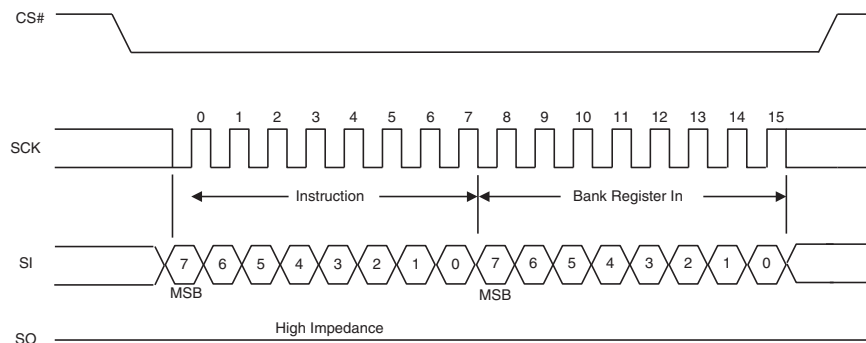 CS#
0 1 2 3 4 5 6 7 8 9 10 11 12 13 14 15
SCK
Instruction
Bank Register In
SI
7 6 5 4 3 2 1 0 7 6 5 4 3 2 1 0
MSB
MSB
High Impedance
SO